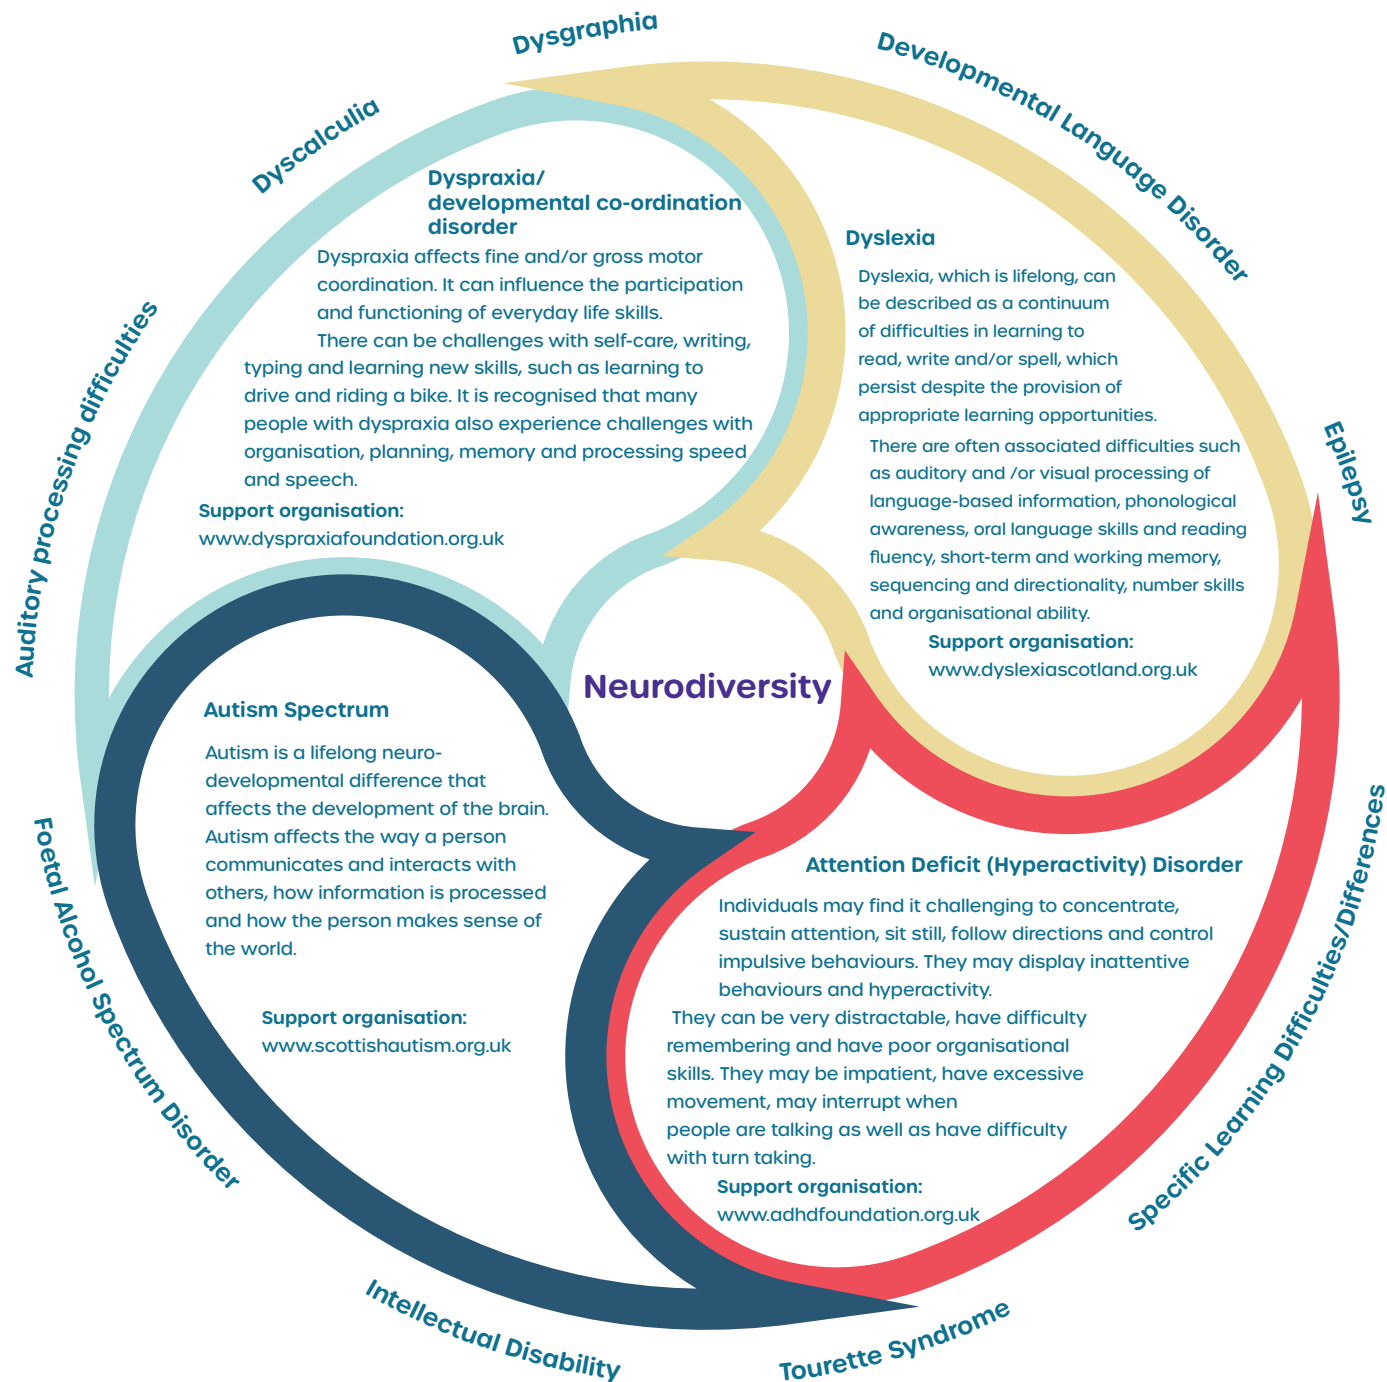 Dysgraphia
Developmental Language Disorder
Dyscalculia
Auditory processing difficulties
Epilepsy
Foetal Alcohol Spectrum Disorder
Specific Learning Difficulties/Differences
Intellectual Disability
Tourette Syndrome
Dyspraxia/
developmental co-ordination
disorder
Dyspraxia affects fine and/or gross motor
coordination. It can influence the participation
and functioning of everyday life skills.
There can be challenges with self-care, writing,
typing and learning new skills, such as learning to
drive and riding a bike. It is recognised that many
people with dyspraxia also experience challenges with
organisation, planning, memory and processing speed
and speech.
Support organisation:
www.dyspraxiafoundation.org.uk
Dyslexia
Dyslexia, which is lifelong, can
be described as a continuum
of difficulties in learning to
read, write and/or spell, which
persist despite the provision of
appropriate learning opportunities.
There are often associated difficulties such
as auditory and /or visual processing of
language-based information, phonological
awareness, oral language skills and reading
fluency, short-term and working memory,
sequencing and directionality, number skills
and organisational ability.
Support organisation:
www.dyslexiascotland.org.uk
Neurodiversity
Autism Spectrum
Autism is a lifelong neuro-
developmental difference that
affects the development of the brain.
Autism affects the way a person
communicates and interacts with
others, how information is processed
and how the person makes sense of
the world.
Support organisation:
www.scottishautism.org.uk
Attention Deficit (Hyperactivity) Disorder
Individuals may find it challenging to concentrate,
sustain attention, sit still, follow directions and control
impulsive behaviours. They may display inattentive
behaviours and hyperactivity.
They can be very distractable, have difficulty
remembering and have poor organisational
skills. They may be impatient, have excessive
movement, may interrupt when
people are talking as well as have difficulty
with turn taking.
Support organisation:
www.adhdfoundation.org.uk